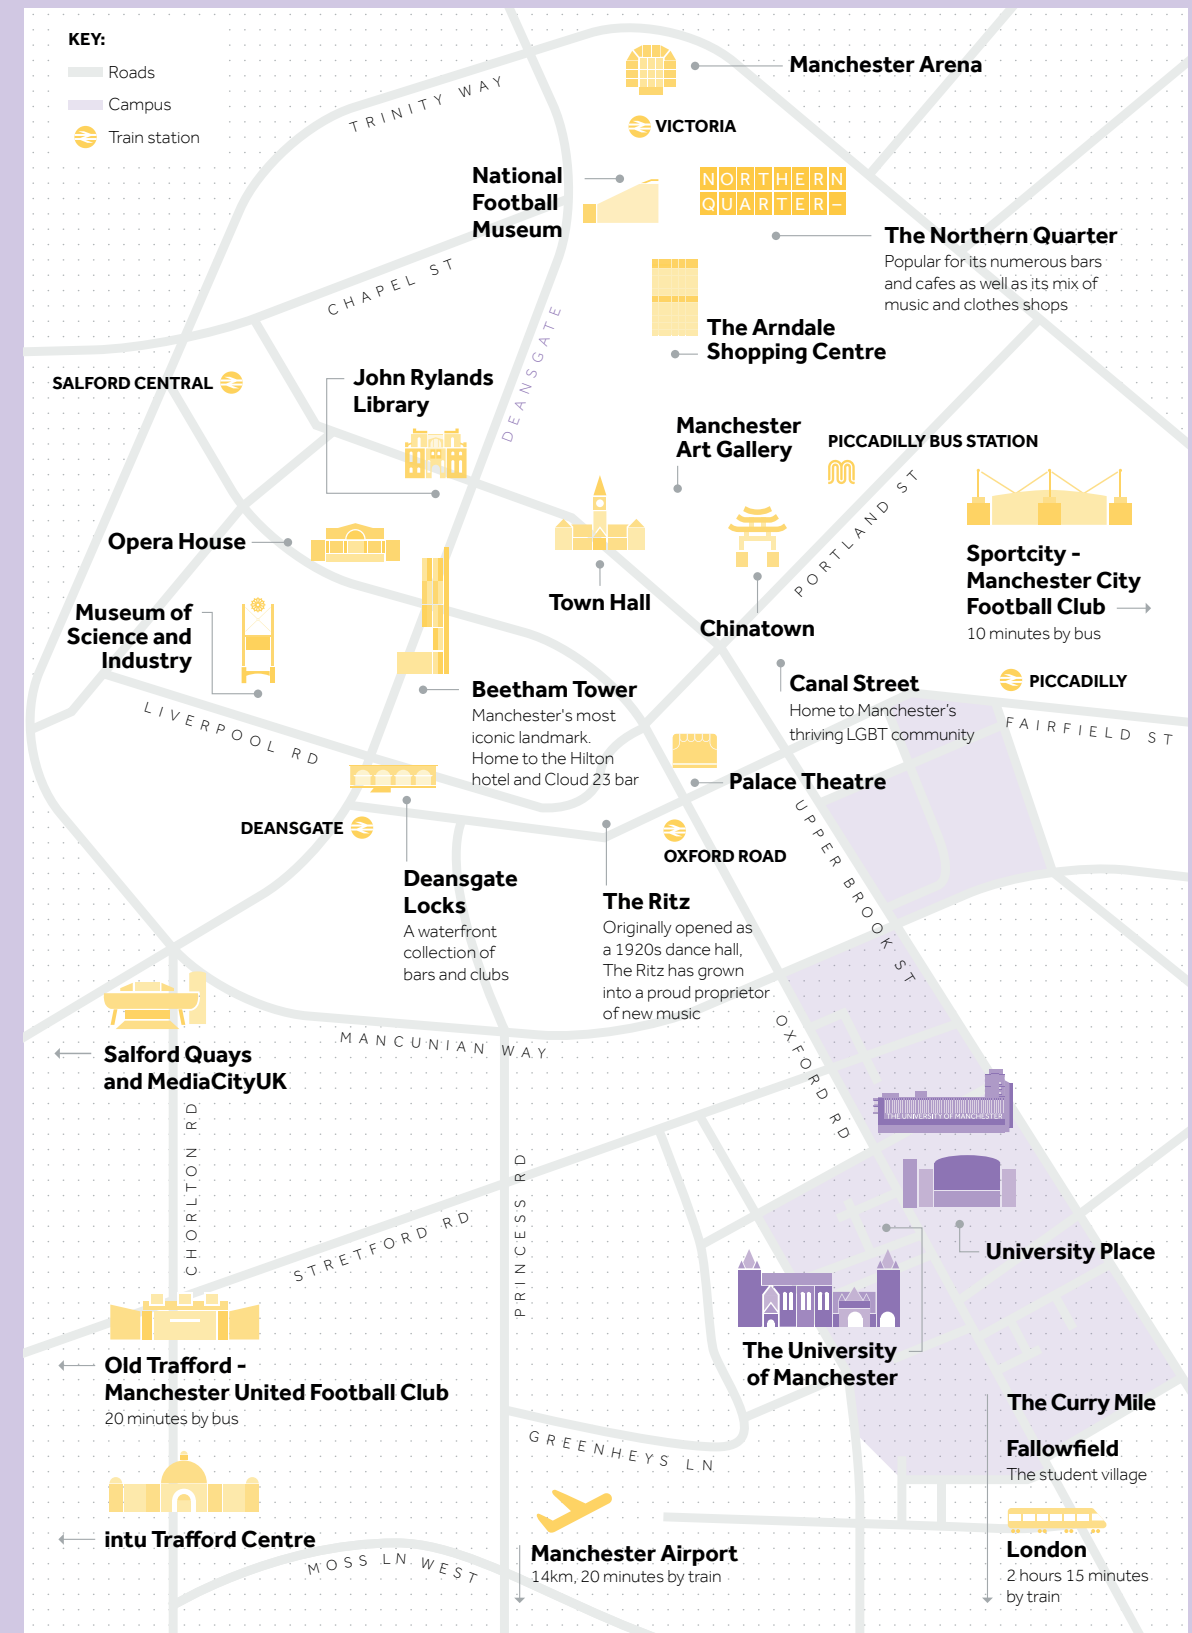 KEY:
Roads
Campus
Train station
TRINITY WAY
Manchester Arena
VICTORIA
National
Football
Museum
NORTHERN
QUARTER–
The Northern Quarter
Popular for its numerous bars
and cafes as well as its mix of
music and clothes shops
CHAPEL ST
The Arndale
Shopping Centre
DEANSGATE
SALFORD CENTRAL
John Rylands
Library
Manchester
Art Gallery
PICCADILLY BUS STATION
PORTLAND ST
Opera House
Sportcity -
Manchester City
Football Club
10 minutes by bus
Town Hall
Chinatown
Museum of
Science and
Industry
Canal Street
Home to Manchester's
thriving LGBT community
PICCADILLY
FAIRFIELD ST
Beetham Tower
Manchester's most
iconic landmark.
Home to the Hilton
hotel and Cloud 23 bar
LIVERPOOL RD
Palace Theatre
UPPER BROOK ST
DEANSGATE
OXFORD ROAD
Deansgate
Locks
A waterfront
collection of
bars and clubs
The Ritz
Originally opened as
a 1920s dance hall,
The Ritz has grown
into a proud proprietor
of new music
OXFORD RD
MANCUNIAN WAY
Salford Quays
and MediaCityUK
THE UNIVERSITY OF MANCHESTER
CHORLTON RD
STRETFORD RD
PRINCESS RD
University Place
The University
of Manchester
Old Trafford -
Manchester United Football Club
20 minutes by bus
The Curry Mile
Fallowfield
The student village
GREENHEYS LN
intu Trafford Centre
MOSS LN WEST
Manchester Airport
14km, 20 minutes by train
London
2 hours 15 minutes
by train